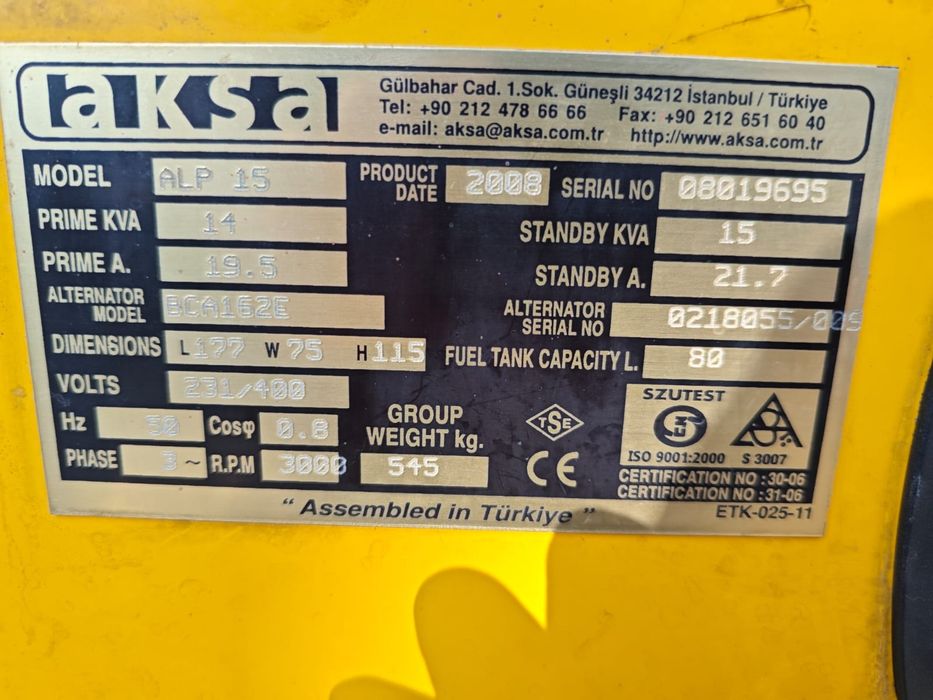 aksa
Gülbahar Cad. 1.Sok. Güneşli 34212 İstanbul / Türkiye
Tel: +90 212 478 66 66 Fax: +90 212 651 60 40
e-mail: aksa@aksa.com.tr http://www.aksa.com.tr
MODEL ALP 15 PRODUCT DATE 2008 SERIAL NO 08019695
PRIME KVA 14 STANDBY KVA 15
PRIME A. 19.5 STANDBY A. 21.7
ALTERNATOR MODEL BCA162E ALTERNATOR SERIAL NO 0218055/005
DIMENSIONS L 177 W 75 H 115 FUEL TANK CAPACITY L. 80
VOLTS 231/400
Hz 50 Cosφ 0.8 GROUP WEIGHT kg. 545
PHASE 3 ~ R.P.M 3000
TSE
CE
SZUTEST
ISO 9001:2000 S 3007
CERTIFICATION NO :30-06
CERTIFICATION NO :31-06
" Assembled in Türkiye "
ETK-025-11